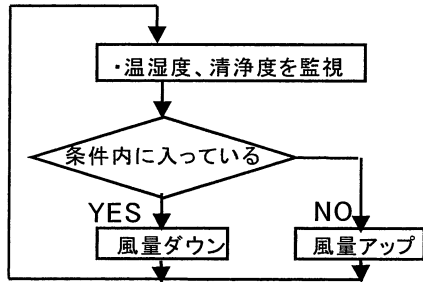 ・温湿度、清浄度を監視
条件内に入っている
YES
NO
風量ダウン
風量アップ